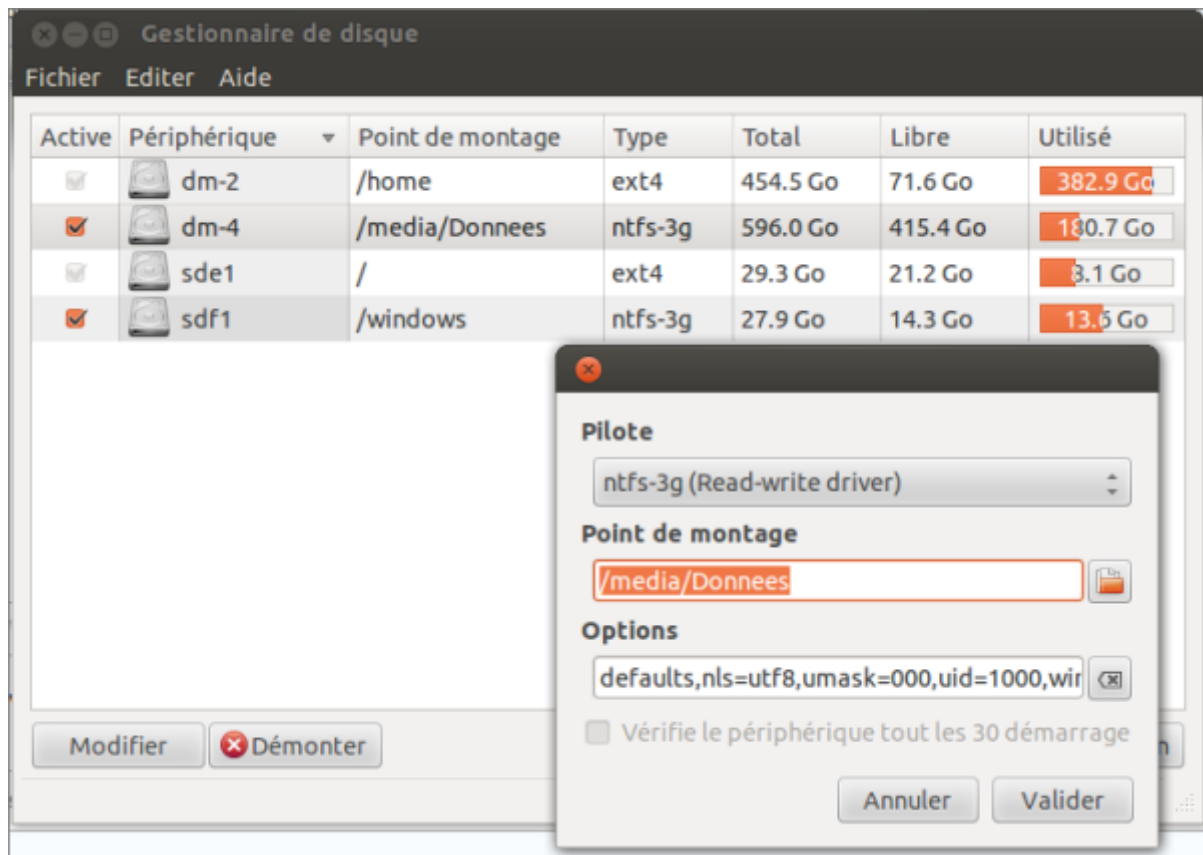 Gestionnaire de disque
Fichier Editer Aide
Active Périphérique Point de montage Type Total Libre Utilisé
dm-2 /home ext4 454.5 Go 71.6 Go 382.9 Go
dm-4 /media/Donnees ntfs-3g 596.0 Go 415.4 Go 180.7 Go
sde1 / ext4 29.3 Go 21.2 Go 8.1 Go
sdf1 /windows ntfs-3g 27.9 Go 14.3 Go 13.6 Go
Pilote
ntfs-3g (Read-write driver)
Point de montage
/media/Donnees
Options
defaults,nls=utf8,umask=000,uid=1000,wir
Vérifie le périphérique tout les 30 démarrage
Modifier Démonter
Annuler Valider